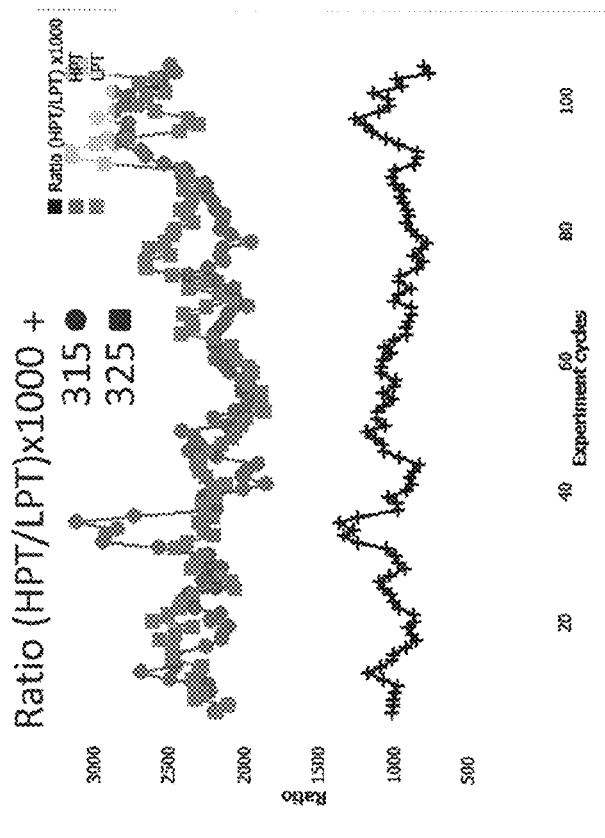 Ratio (HPT/LPT)x1000 +
315
325
Ratio (HPT/LPT) x1000
HPT
LPT
3000
2500
2000
1500
1000
500
Ratio
20
40
60
80
100
Experiment cycles